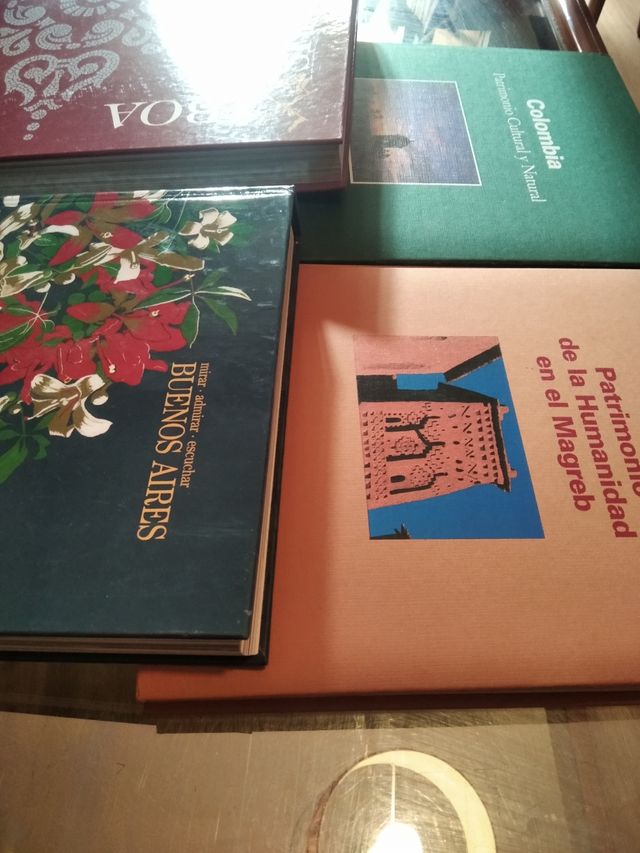 Colombia
Patrimonio Cultural y Natural
mirar · admirar · escuchar
BUENOS AIRES
Patrimonio
de la Humanidad
en el Magreb